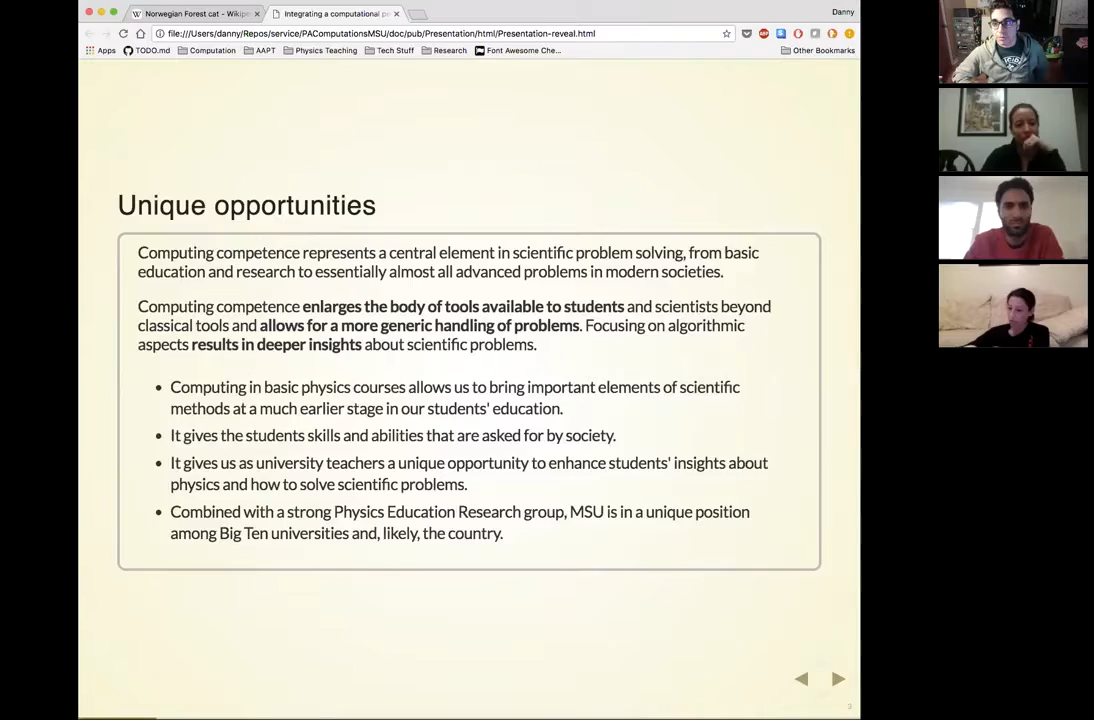 Norwegian Forest cat - Wikipe
Integrating a computational pe
Danny
file:///Users/danny/Repos/service/PAComputationsMSU/doc/pub/Presentation/html/Presentation-reveal.html
Apps
TODO.md
Computation
AAPT
Physics Teaching
Tech Stuff
Research
Font Awesome Che...
Other Bookmarks
Unique opportunities
Computing competence represents a central element in scientific problem solving, from basic
education and research to essentially almost all advanced problems in modern societies.
Computing competence enlarges the body of tools available to students and scientists beyond
classical tools and allows for a more generic handling of problems. Focusing on algorithmic
aspects results in deeper insights about scientific problems.
• Computing in basic physics courses allows us to bring important elements of scientific
methods at a much earlier stage in our students' education.
• It gives the students skills and abilities that are asked for by society.
• It gives us as university teachers a unique opportunity to enhance students' insights about
physics and how to solve scientific problems.
• Combined with a strong Physics Education Research group, MSU is in a unique position
among Big Ten universities and, likely, the country.
3